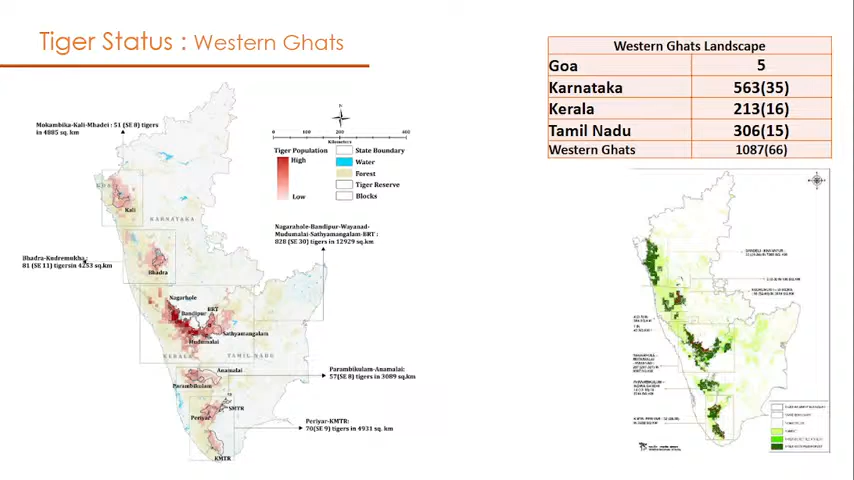 Tiger Status : Western Ghats
Western Ghats Landscape
Goa 5
Karnataka 563(35)
Kerala 213(16)
Tamil Nadu 306(15)
Western Ghats 1087(66)
Mokambika-Kali-Mhadei : 51 (SE 8) tigers
in 4885 sq. km
N
0 100 200 400
Kilometers
Tiger Population
High
Low
State Boundary
Water
Forest
Tiger Reserve
Blocks
GOA
Kali
KARNATAKA
Nagarahole-Bandipur-Wayanad-
Mudumalai-Sathyamangalam-BRT :
828 (SE 30) tigers in 12929 sq.km
Bhadra-Kudremukha :
81 (SE 11) tigersin 4253 sq.km
Bhadra
Nagarhole
Bandipur
BRT
Sathyamangalam
Mudumalai
KERALA
TAMIL NADU
Anamalai
Parambikulam
Parambikulam-Anamalai:
57(SE 8) tigers in 3089 sq.km
SMTR
Periyar
Periyar-KMTR:
70(SE 9) tigers in 4931 sq. km
KMTR